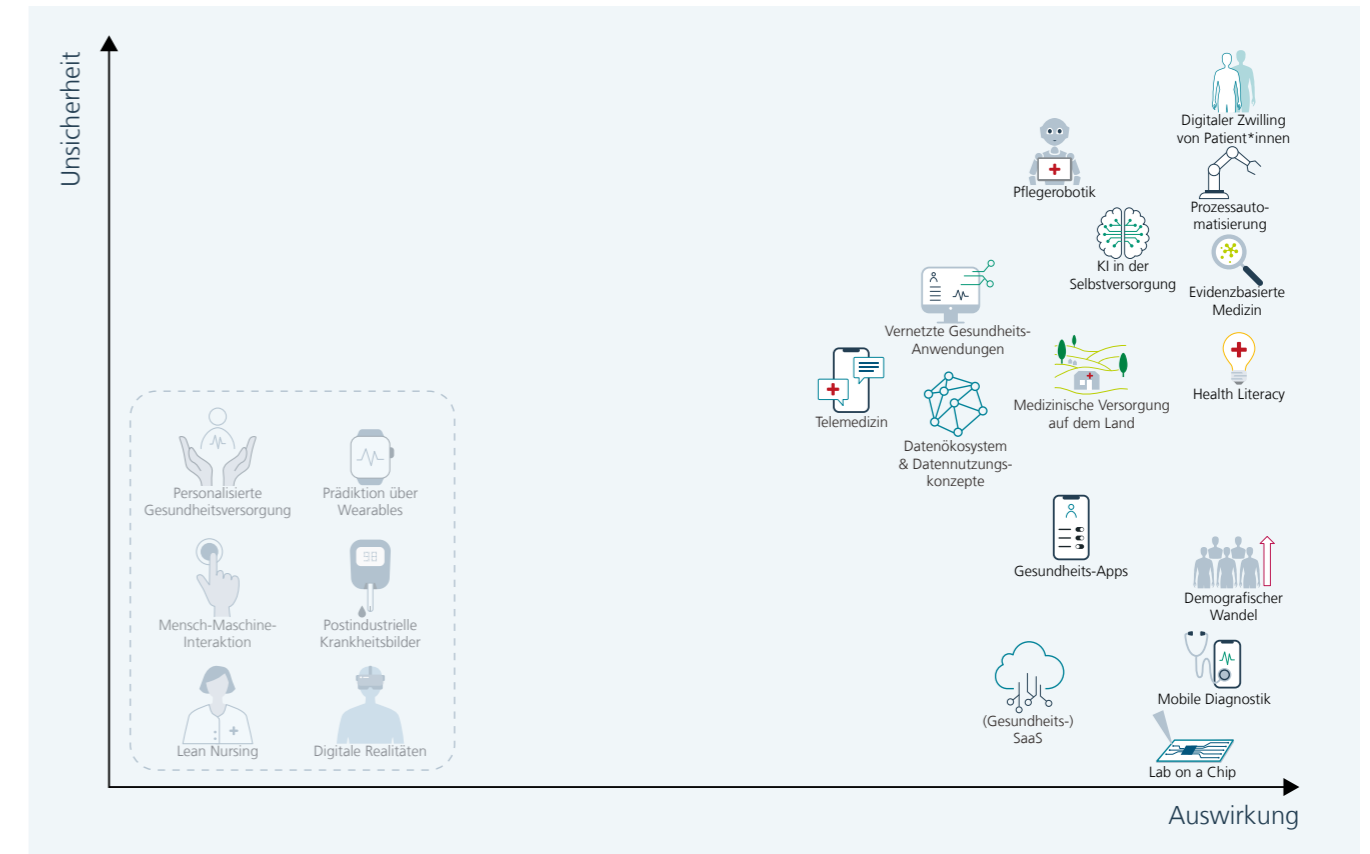 Unsicherheit
Digitaler Zwilling
von Patient*innen
Pflegerobotik
Prozessauto-
matisierung
KI in der
Selbstversorgung
Evidenzbasierte
Medizin
Vernetzte Gesundheits-
Anwendungen
Telemedizin
Datenökosystem
& Datennutzungs-
konzepte
Medizinische Versorgung
auf dem Land
Health Literacy
Personalisierte
Gesundheitsversorgung
Prädiktion über
Wearables
Mensch-Maschine-
Interaktion
98
Postindustrielle
Krankheitsbilder
Lean Nursing
Digitale Realitäten
Gesundheits-Apps
Demografischer
Wandel
(Gesundheits-)
SaaS
Mobile Diagnostik
Lab on a Chip
Auswirkung